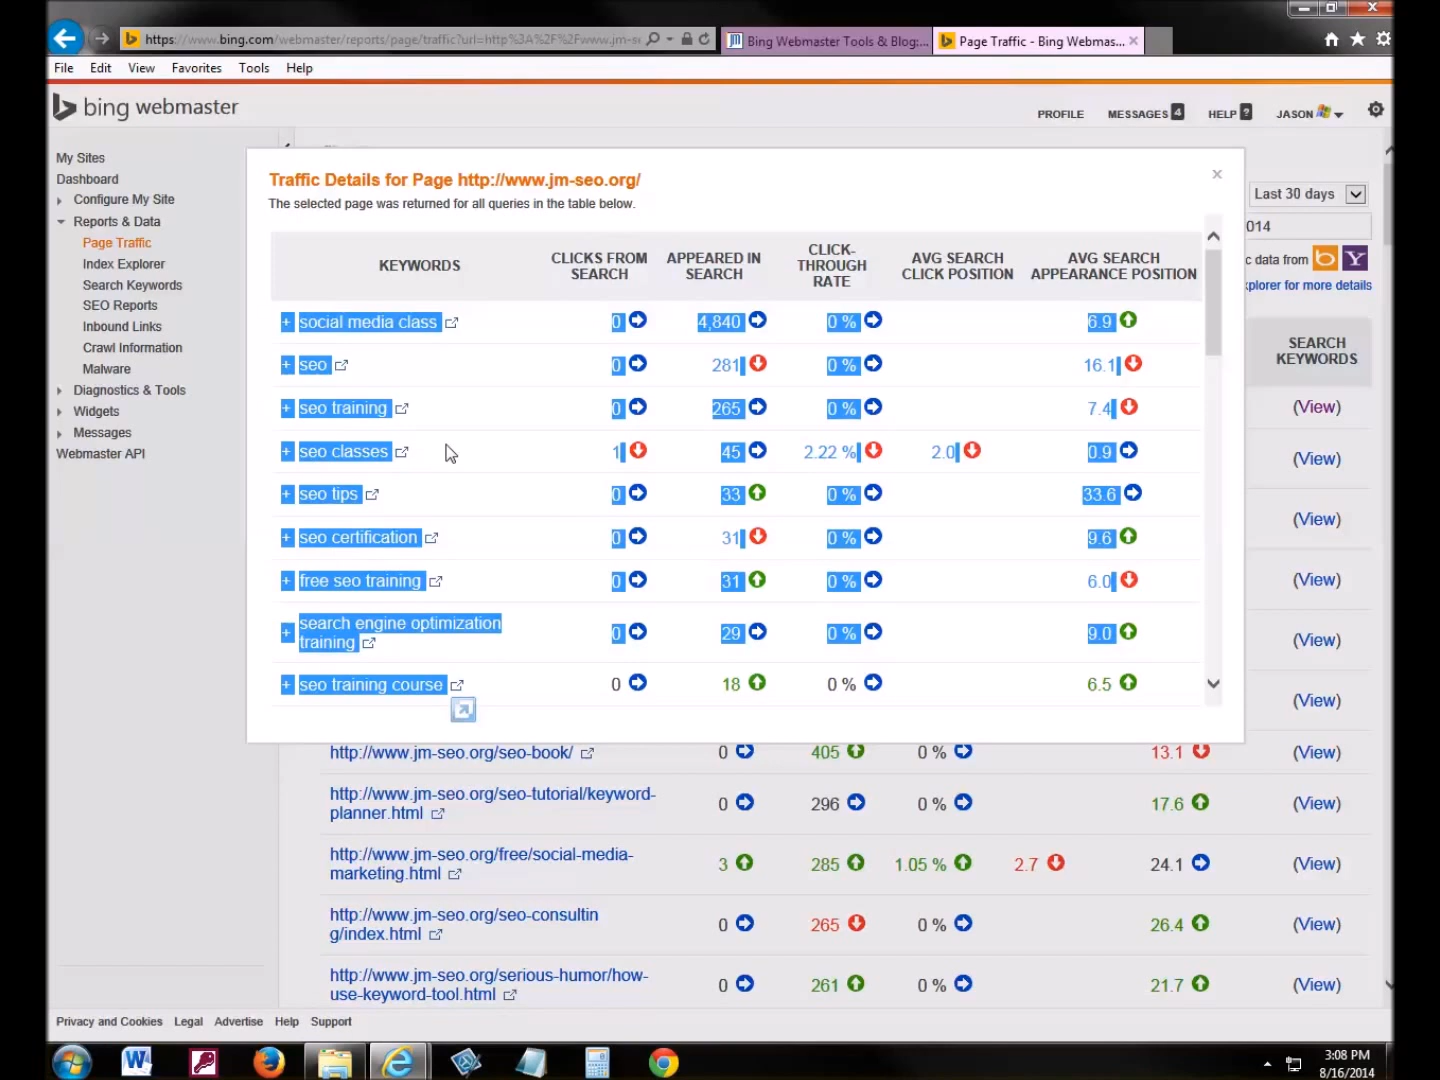 https://www.bing.com/webmaster/reports/page/traffic?url=http%3A%2F%2Fwww.jm-se
Bing Webmaster Tools & Blog:...
Page Traffic - Bing Webmas...
File Edit View Favorites Tools Help
bing webmaster
PROFILE MESSAGES 4 HELP ? JASON
My Sites
Dashboard
Configure My Site
Reports & Data
Page Traffic
Index Explorer
Search Keywords
SEO Reports
Inbound Links
Crawl Information
Malware
Diagnostics & Tools
Widgets
Messages
Webmaster API
Traffic Details for Page http://www.jm-seo.org/
The selected page was returned for all queries in the table below.
KEYWORDS CLICKS FROM SEARCH APPEARED IN SEARCH CLICK-THROUGH RATE AVG SEARCH CLICK POSITION AVG SEARCH APPEARANCE POSITION
+ social media class 0 4,840 0 % 6.9
+ seo 0 281 0 % 16.1
+ seo training 0 265 0 % 7.4
+ seo classes 1 45 2.22 % 2.0 0.9
+ seo tips 0 33 0 % 33.6
+ seo certification 0 31 0 % 9.6
+ free seo training 0 31 0 % 6.0
+ search engine optimization
training 0 29 0 % 9.0
+ seo training course 0 18 0 % 6.5
Last 30 days
014
c data from b Y
xplorer for more details
SEARCH
KEYWORDS
(View)
(View)
(View)
(View)
(View)
(View)
http://www.jm-seo.org/seo-book/ 0 405 0 % 13.1 (View)
http://www.jm-seo.org/seo-tutorial/keyword-
planner.html 0 296 0 % 17.6 (View)
http://www.jm-seo.org/free/social-media-
marketing.html 3 285 1.05 % 2.7 24.1 (View)
http://www.jm-seo.org/seo-consultin
g/index.html 0 265 0 % 26.4 (View)
http://www.jm-seo.org/serious-humor/how-
use-keyword-tool.html 0 261 0 % 21.7 (View)
Privacy and Cookies Legal Advertise Help Support
3:08 PM
8/16/2014